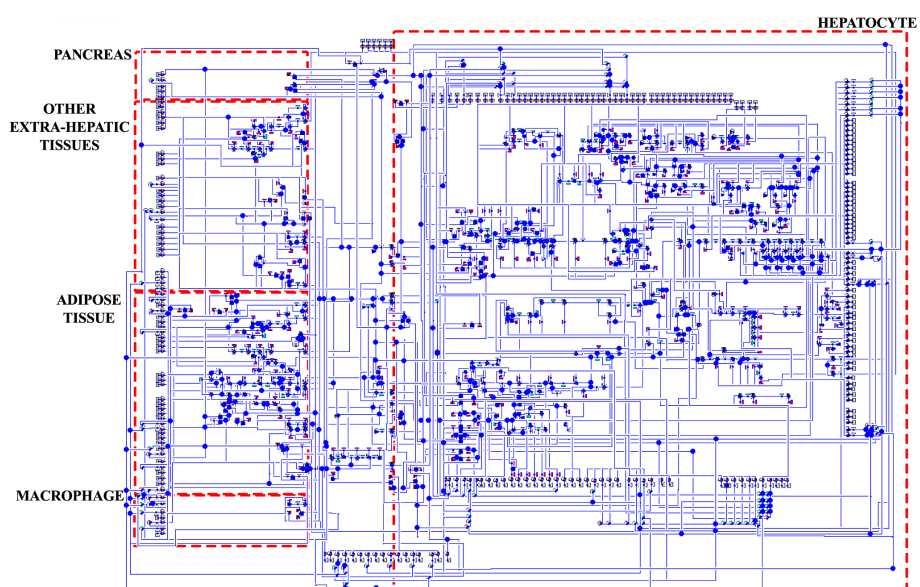 HEPATOCYTE
PANCREAS
OTHER
EXTRA-HEPATIC
TISSUES
ADIPOSE
TISSUE
MACROPHAGE